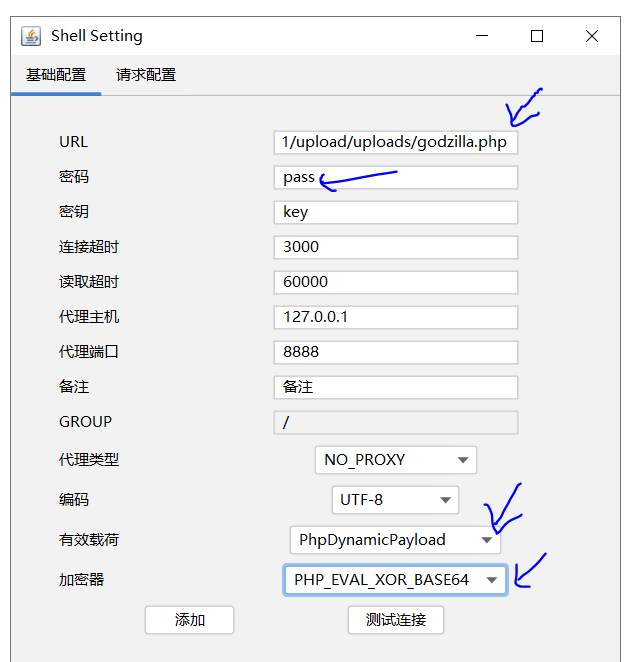 Shell Setting
基础配置 请求配置
URL 1/upload/uploads/godzilla.php
密码 pass
密钥 key
连接超时 3000
读取超时 60000
代理主机 127.0.0.1
代理端口 8888
备注 备注
GROUP /
代理类型 NO_PROXY
编码 UTF-8
有效载荷 PhpDynamicPayload
加密器 PHP_EVAL_XOR_BASE64
添加 测试连接